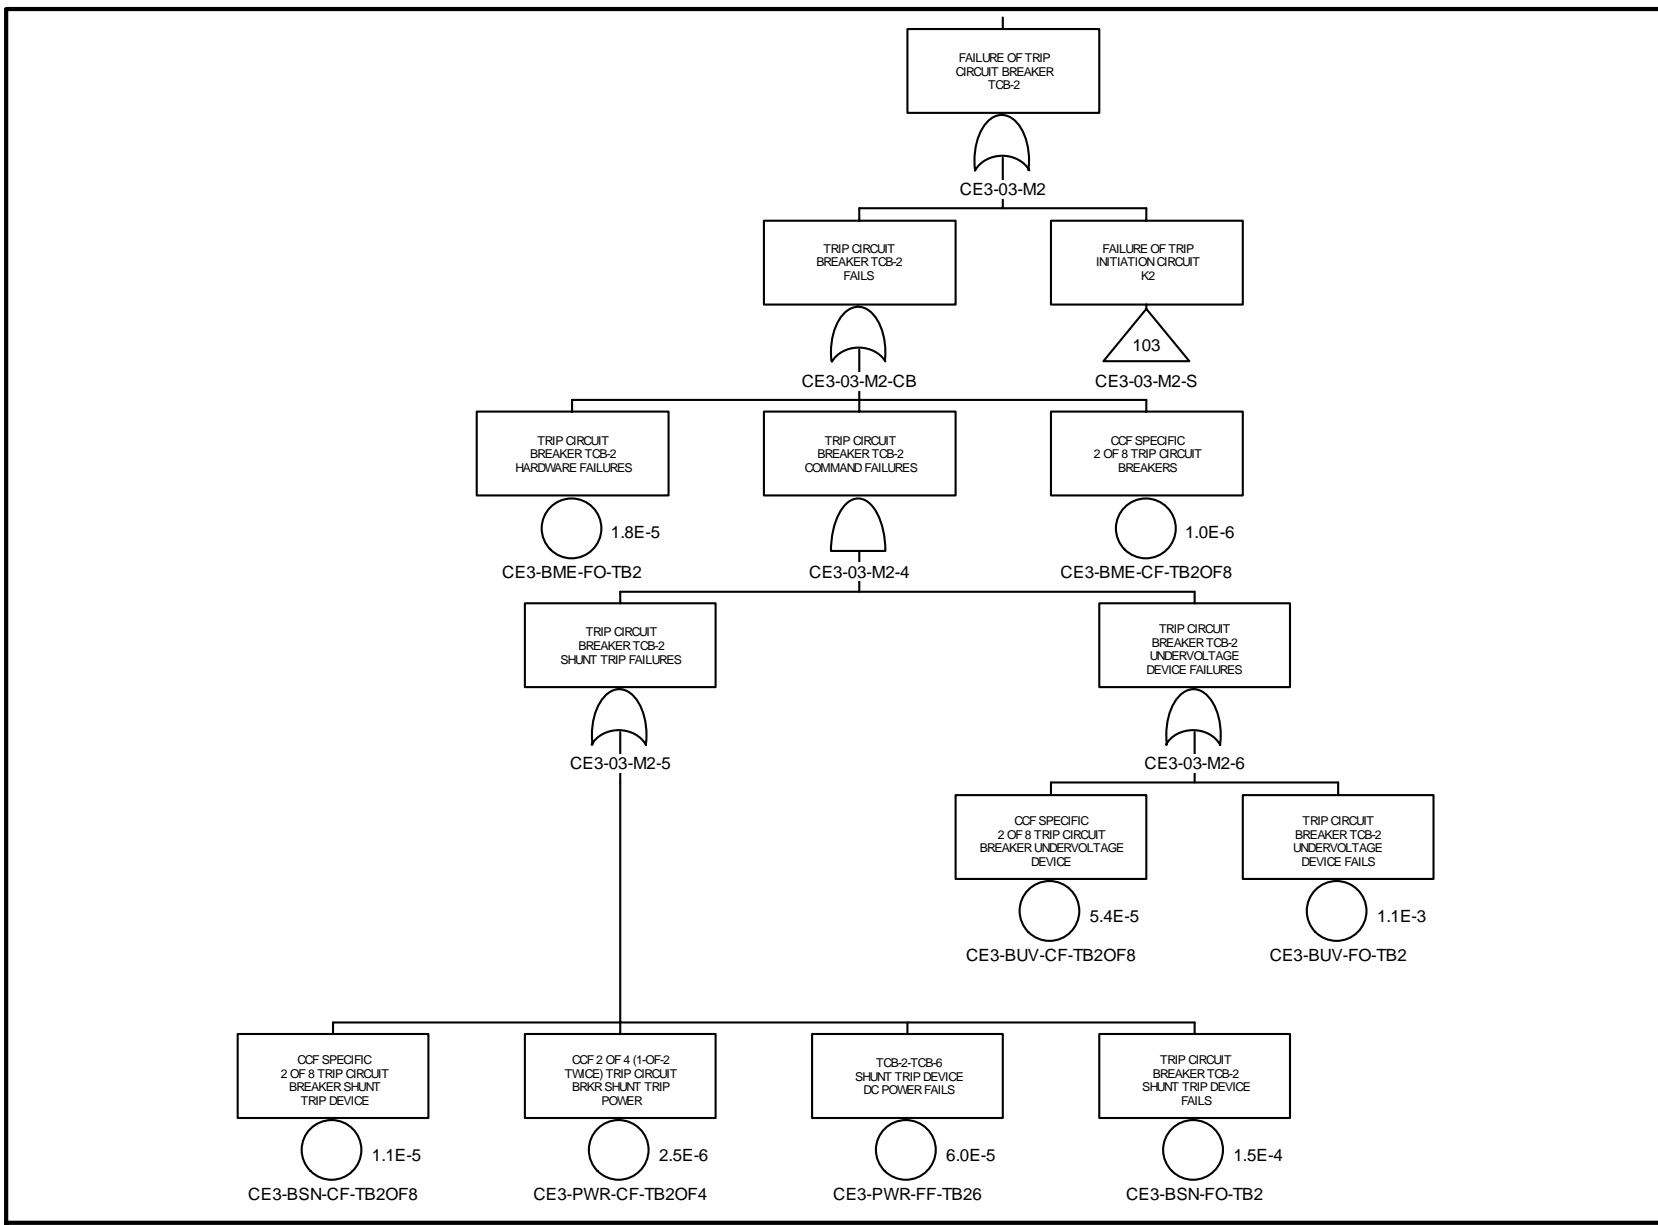 FAILURE OF TRIP
CIRCUIT BREAKER
TCB-2
CE3-03-M2
TRIP CIRCUIT
BREAKER TCB-2
FAILS
FAILURE OF TRIP
INITIATION CIRCUIT
K2
103
CE3-03-M2-CB
CE3-03-M2-S
TRIP CIRCUIT
BREAKER TCB-2
HARDWARE FAILURES
TRIP CIRCUIT
BREAKER TCB-2
COMMAND FAILURES
CCF SPECIFIC
2 OF 8 TRIP CIRCUIT
BREAKERS
1.8E-5
1.0E-6
CE3-BME-FO-TB2
CE3-03-M2-4
CE3-BME-CF-TB2OF8
TRIP CIRCUIT
BREAKER TCB-2
SHUNT TRIP FAILURES
TRIP CIRCUIT
BREAKER TCB-2
UNDERVOLTAGE
DEVICE FAILURES
CE3-03-M2-5
CE3-03-M2-6
CCF SPECIFIC
2 OF 8 TRIP CIRCUIT
BREAKER UNDERVOLTAGE
DEVICE
TRIP CIRCUIT
BREAKER TCB-2
UNDERVOLTAGE
DEVICE FAILS
5.4E-5
1.1E-3
CE3-BUV-CF-TB2OF8
CE3-BUV-FO-TB2
CCF SPECIFIC
2 OF 8 TRIP CIRCUIT
BREAKER SHUNT
TRIP DEVICE
CCF 2 OF 4 (1-OF-2
TWICE) TRIP CIRCUIT
BRKR SHUNT TRIP
POWER
TCB-2-TCB-6
SHUNT TRIP DEVICE
DC POWER FAILS
TRIP CIRCUIT
BREAKER TCB-2
SHUNT TRIP DEVICE
FAILS
1.1E-5
2.5E-6
6.0E-5
1.5E-4
CE3-BSN-CF-TB2OF8
CE3-PWR-CF-TB2OF4
CE3-PWR-FF-TB26
CE3-BSN-FO-TB2